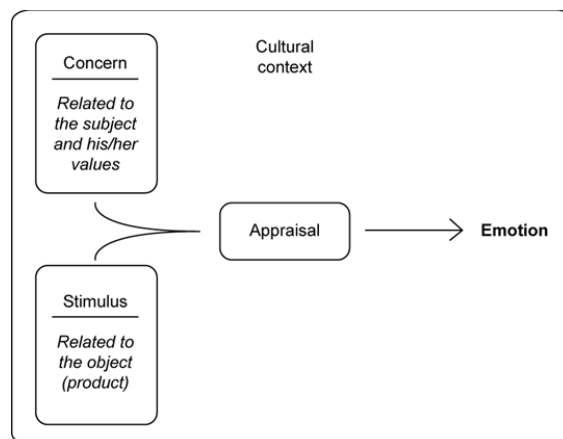 Concern
Related to
the subject
and his/her
values
Cultural
context
Appraisal
Emotion
Stimulus
Related to
the object
(product)